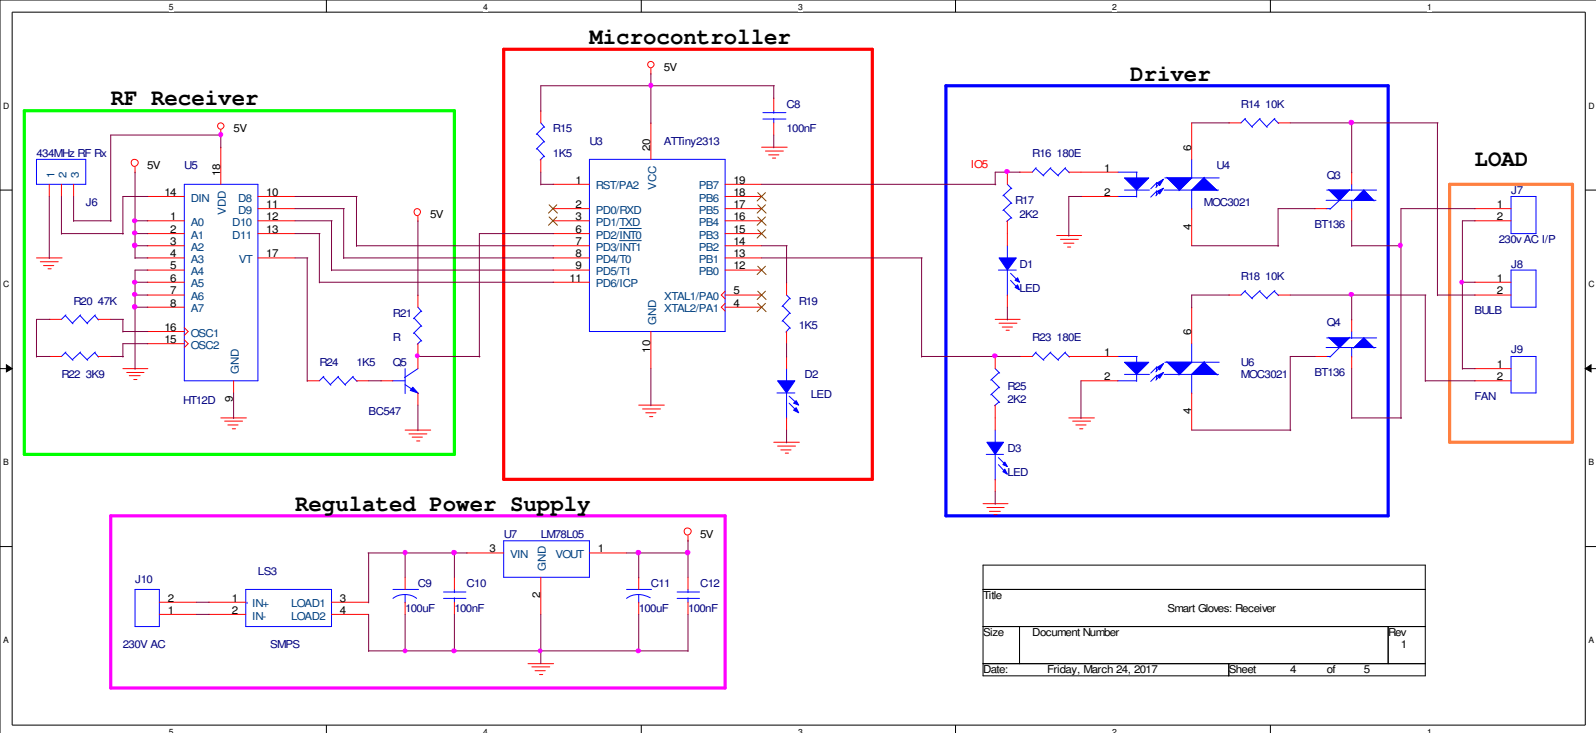 5 4 3 2 1
Microcontroller
Driver
RF Receiver
LOAD
D D
C C
B B
A A
5V
434MHz RF Rx
1 2 3
J6
5V
U5
18
14 DIN
VDD
D8 10
D9 11
D10 12
D11 13
1 A0
2 A1
3 A2
4 A3
5 A4
6 A5
7 A6
8 A7
VT 17
16 OSC1
15 OSC2
GND
9
HT12D
R20 47K
R22 3K9
R24 1K5
Q5
BC547
R21
R
5V
5V
C8
100nF
R15
1K5
U3
ATTiny2313
20
VCC
1 RST/PA2
2 PD0/RXD
3 PD1/TXD
6 PD2/INT0
7 PD3/INT1
8 PD4/T0
9 PD5/T1
11 PD6/ICP
PB7 19
PB6 18
PB5 17
PB4 16
PB3 15
PB2 14
PB1 13
PB0 12
XTAL1/PA0 5
XTAL2/PA1 4
GND
10
R19
1K5
D2
LED
IO5
R16 180E
R17
2K2
D1
LED
1
2
6
4
U4
MOC3021
R14 10K
Q3
BT136
R18 10K
R23 180E
R25
2K2
D3
LED
1
2
6
4
U6
MOC3021
Q4
BT136
J7
1
2
230v AC I/P
J8
1
2
BULB
J9
1
2
FAN
Regulated Power Supply
J10
2
1
230V AC
LS3
1 IN+ LOAD1 3
2 IN- LOAD2 4
SMPS
C9
100uF
C10
100nF
U7 LM78L05
3 VIN GND VOUT 1
2
C11
100uF
C12
100nF
5V
Title
Smart Gloves: Receiver
Size Document Number Rev
1
Date: Friday, March 24, 2017 Sheet 4 of 5
5 4 3 2 1